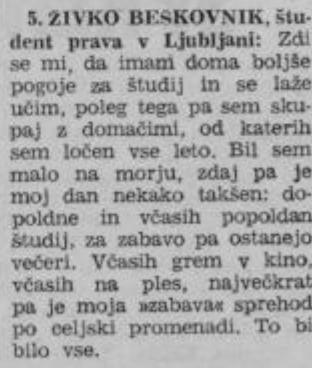 5. ŽIVKO BESKOVNIK, štu-
dent prava v Ljubljani: Zdi
se mi, da imam doma boljše
pogoje za študij in se laže
učim, poleg tega pa sem sku-
paj z domačimi, od katerih
sem ločen vse leto. Bil sem
malo na morju, zdaj pa je
moj dan nekako takšen: do-
poldne in včasih popoldan
študij, za zabavo pa ostanejo
večeri. Včasih grem v kino,
včasih na ples, največkrat
pa je moja »zabava« sprehod
po celjski promenadi. To bi
bilo vse.